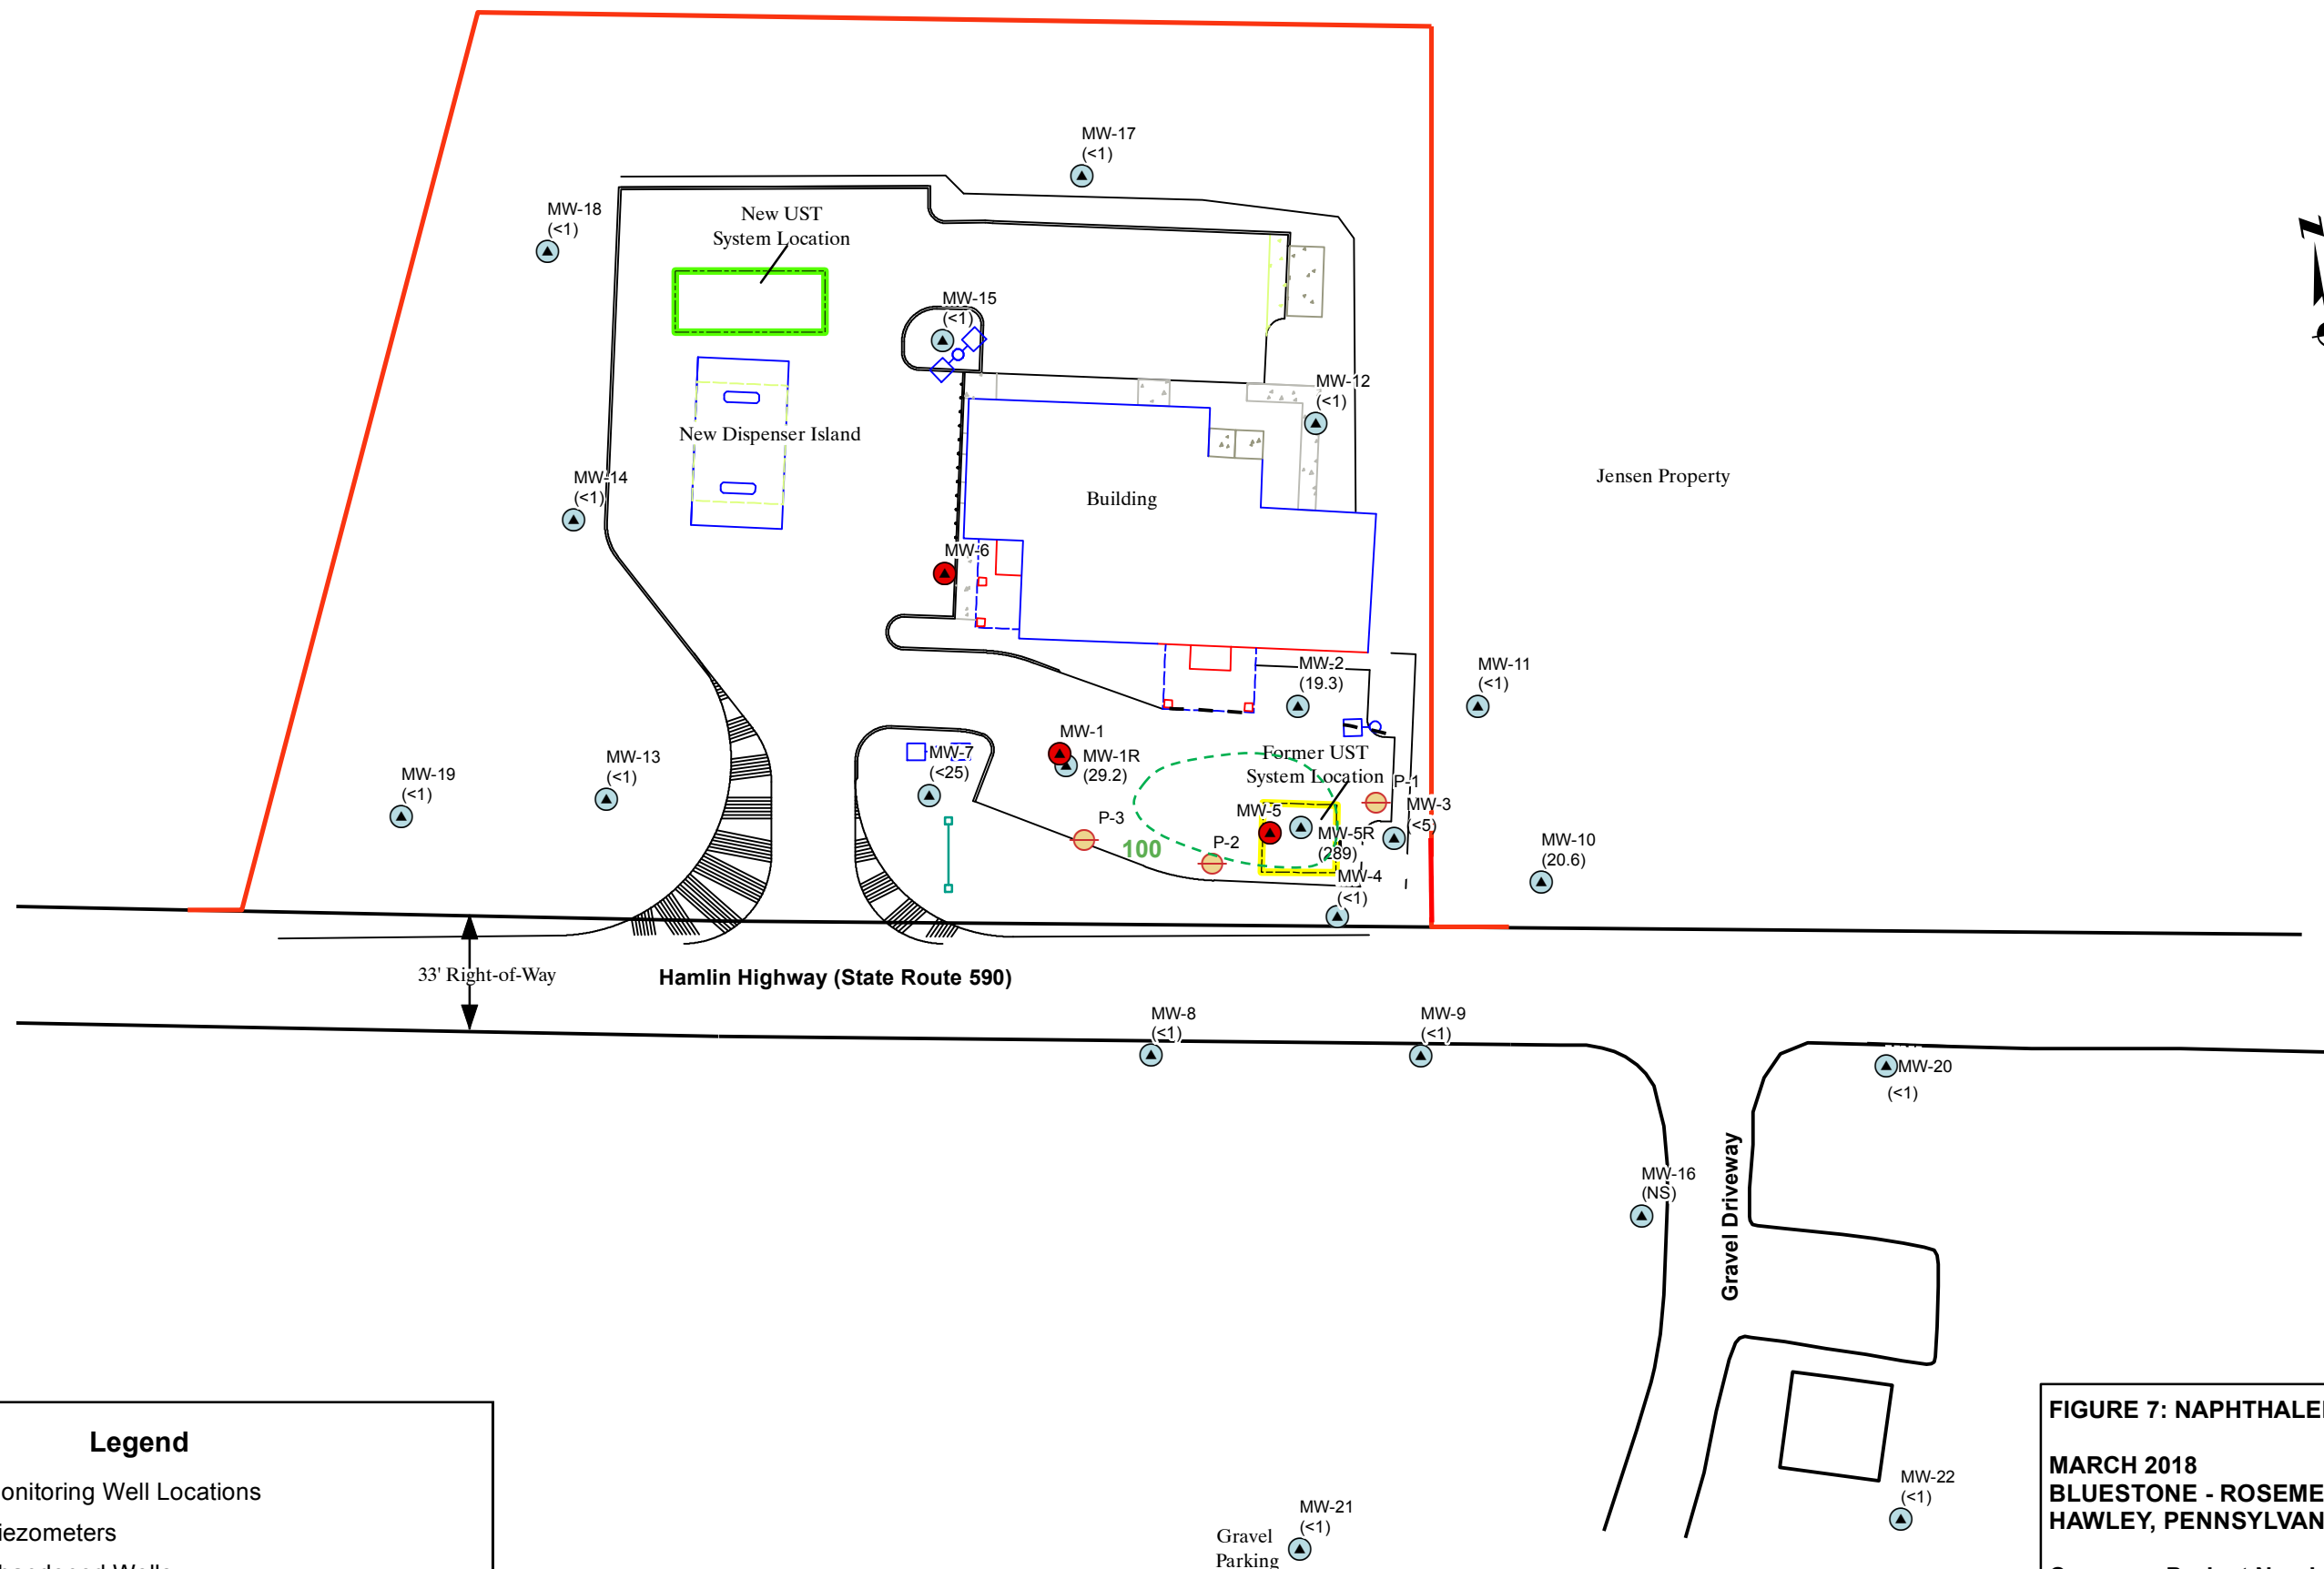 MW-17
(<1)
MW-18
(<1)
New UST
System Location
MW-15
(<1)
MW-12
(<1)
New Dispenser Island
Jensen Property
MW-14
(<1)
Building
MW-6
MW-2
(19.3)
MW-11
(<1)
MW-1
MW-1R
(29.2)
MW-7
(<25)
Former UST
System Location
MW-13
(<1)
MW-19
(<1)
P-1
MW-3
(<5)
P-3
MW-5
MW-5R
(289)
P-2
100
MW-10
(20.6)
MW-4
(<1)
33' Right-of-Way
Hamlin Highway (State Route 590)
MW-8
(<1)
MW-9
(<1)
MW-20
(<1)
MW-16
(NS)
Gravel Driveway
Legend
onitoring Well Locations
iezometers
MW-21
(<1)
Gravel
Parking
MW-22
(<1)
FIGURE 7:
MARCH 2018
BLUESTONE -
HAWLEY,